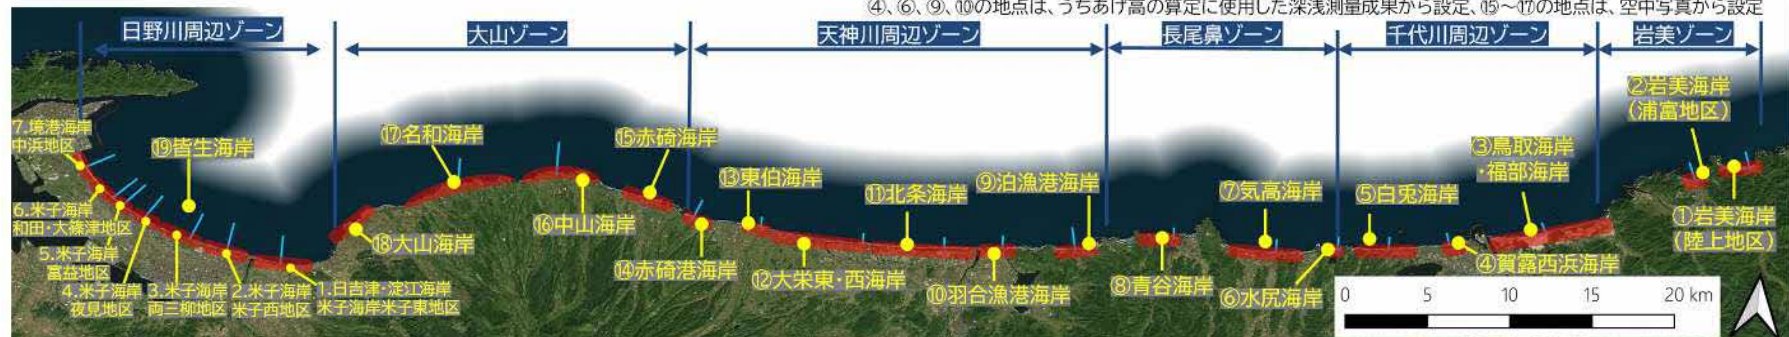 ④、⑥、⑨、⑩の地点は、うちあげ高の算定に使用した深浅測量成果から設定、⑮～⑰の地点は、空中写真から設定
日野川周辺ゾーン
大山ゾーン
天神川周辺ゾーン
長尾鼻ゾーン
千代川周辺ゾーン
岩美ゾーン
7.境港海岸
中浜地区
⑲皆生海岸
⑰名和海岸
⑮赤碕海岸
⑬東伯海岸
⑪北条海岸
⑨泊漁港海岸
⑦気高海岸
⑤白兎海岸
③鳥取海岸
・福部海岸
②岩美海岸
(浦富地区)
6.米子海岸
和田・大篠津地区
5.米子海岸
富益地区
4.米子海岸
夜見地区
3.米子海岸
両三柳地区
2.米子海岸
米子西地区
1.日吉津・淀江海岸
米子海岸米子東地区
⑱大山海岸
⑯中山海岸
⑭赤碕港海岸
⑫大栄東・西海岸
⑩羽合漁港海岸
⑧青谷海岸
⑥水尻海岸
④賀露西浜海岸
①岩美海岸
(陸上地区)
0 5 10 15 20 km